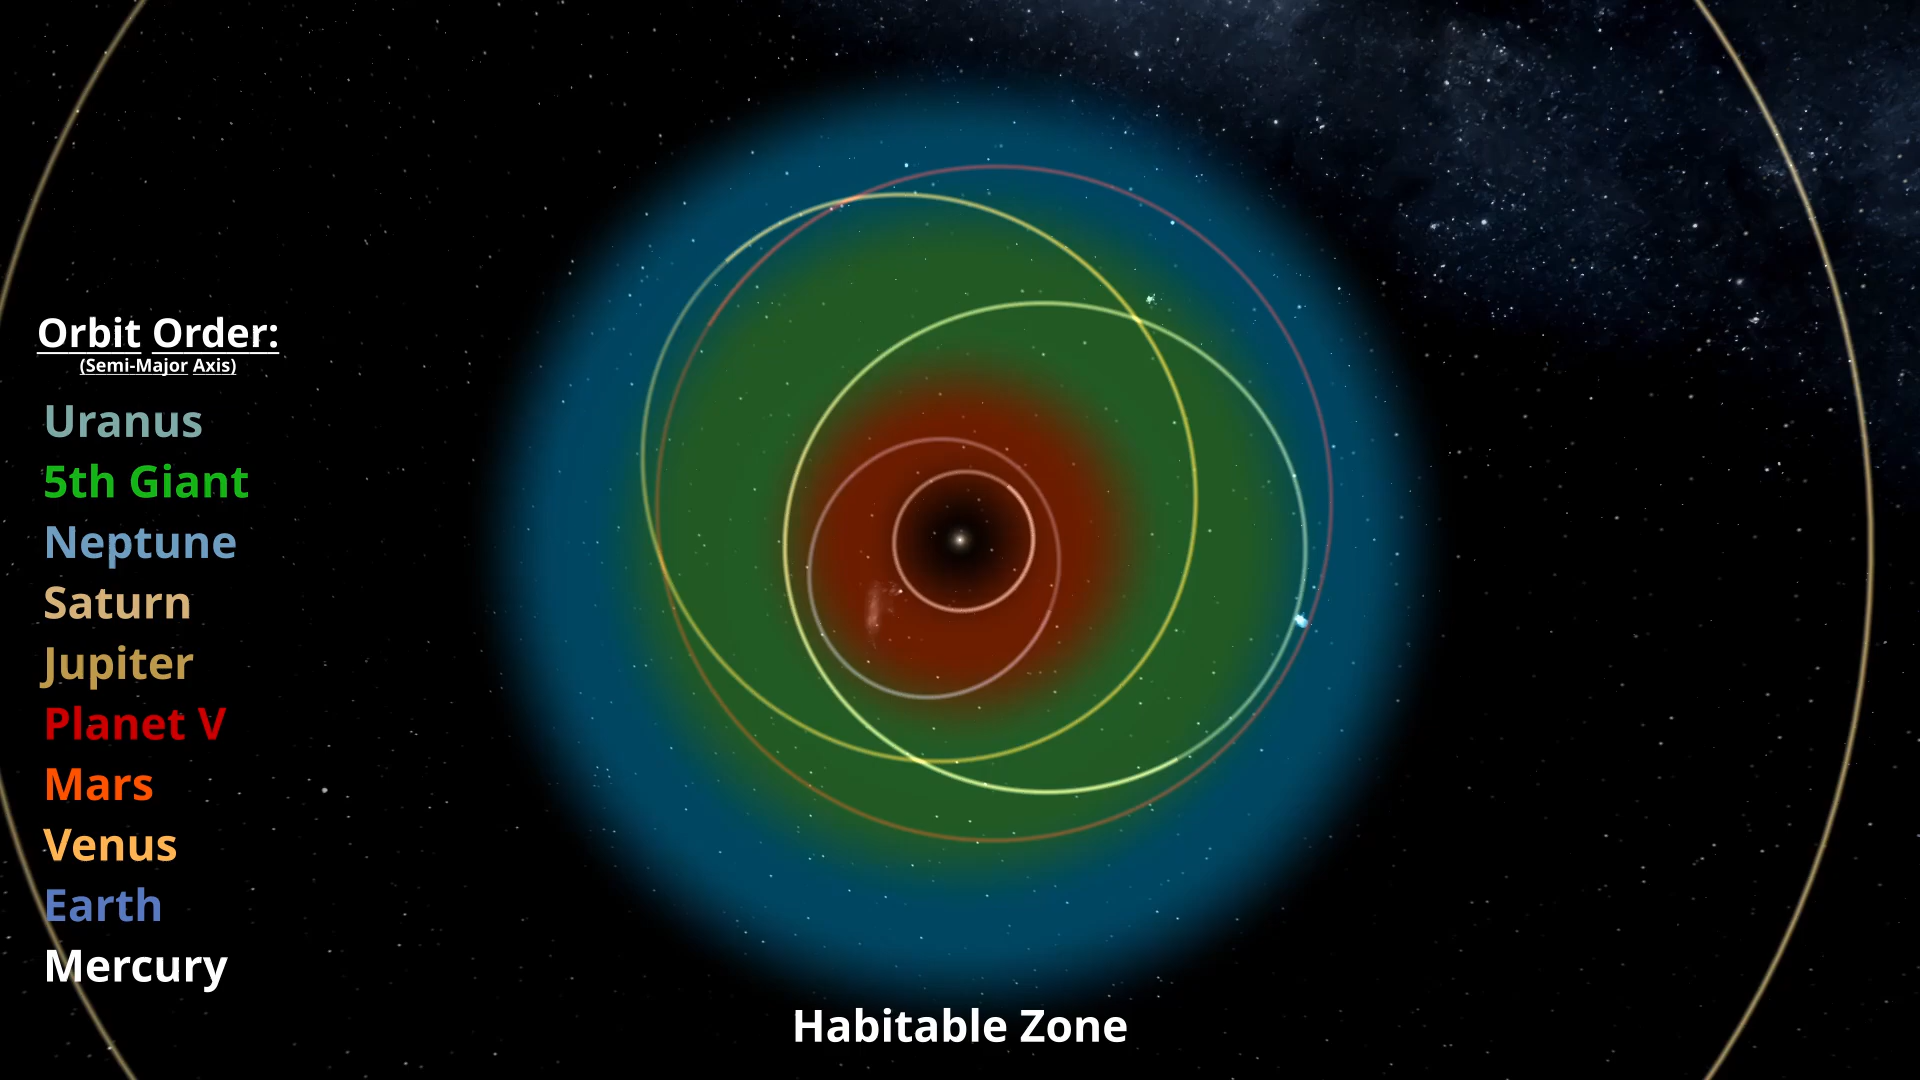 Orbit Order:
(Semi-Major Axis)
Uranus
5th Giant
Neptune
Saturn
Jupiter
Planet V
Mars
Venus
Earth
Mercury
Habitable Zone